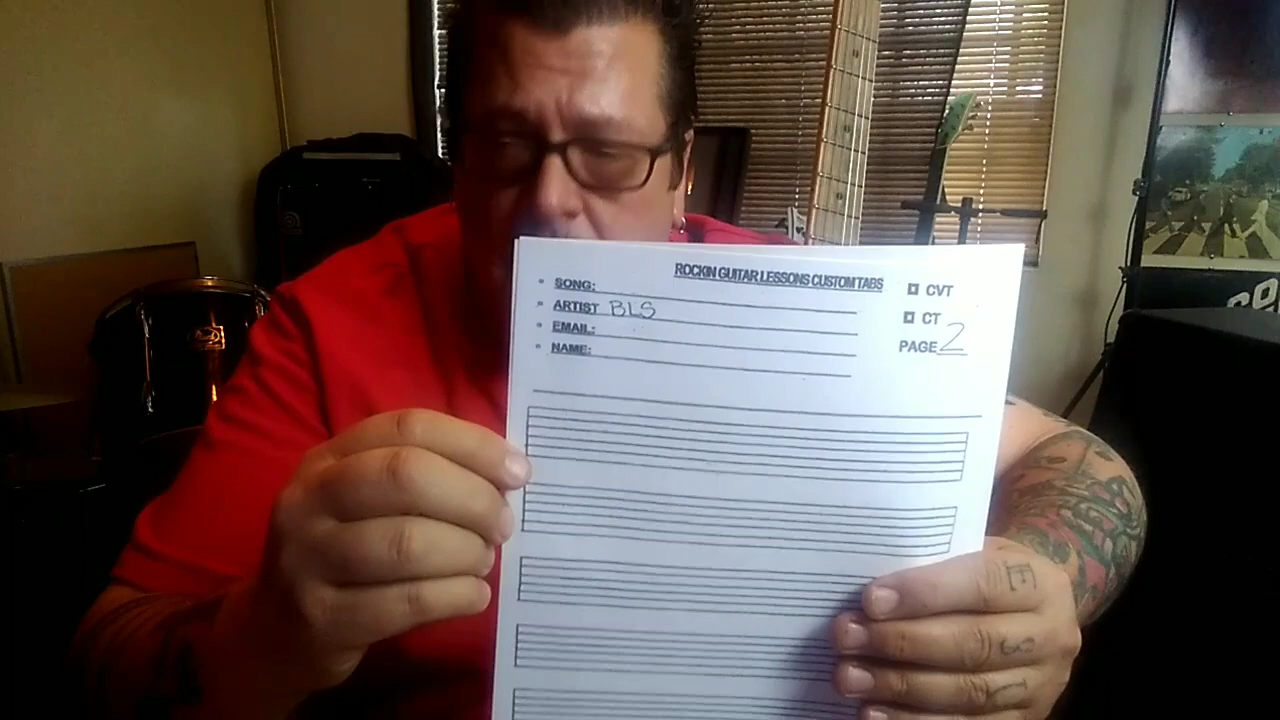 ROCKIN GUITAR LESSONS CUSTOM TABS
SONG:
ARTIST BLS
EMAIL:
NAME:
CVT
CT
PAGE 2